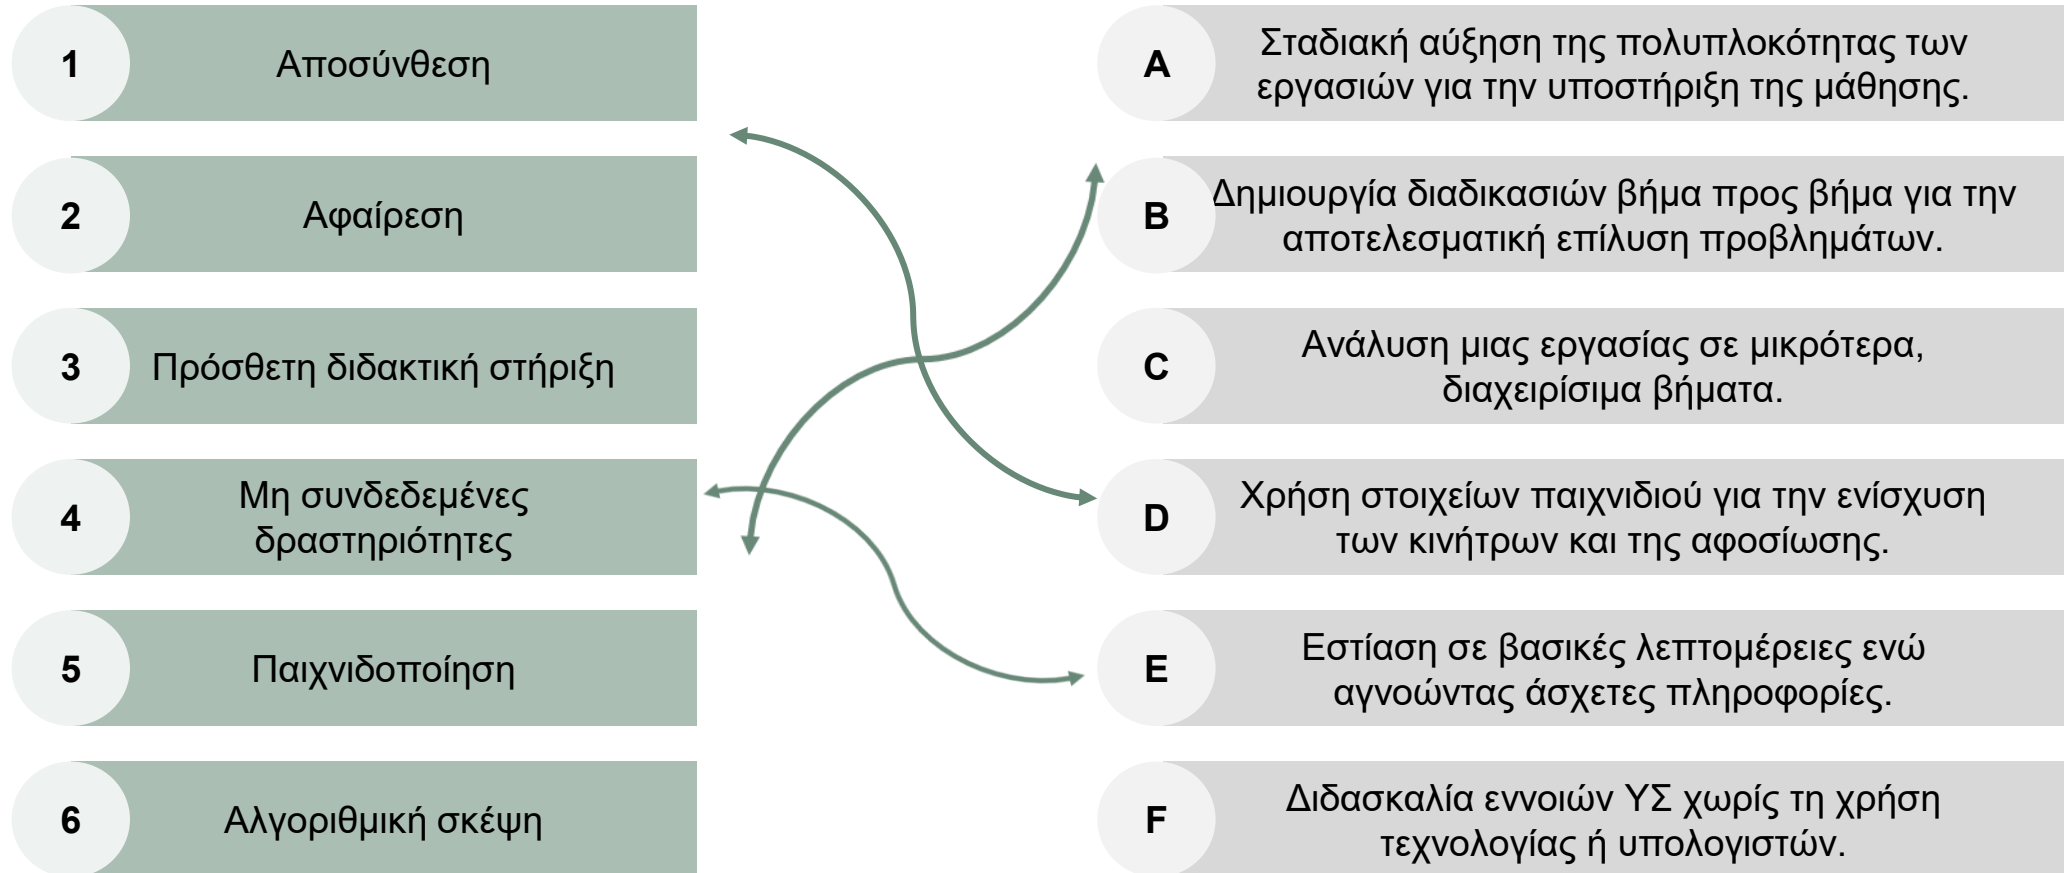 1
Αποσύνθεση
2
Αφαίρεση
3
Πρόσθετη διδακτική στήριξη
4
Μη συνδεδεμένες
δραστηριότητες
5
Παιχνιδοποίηση
6
Αλγοριθμική σκέψη
A
Σταδιακή αύξηση της πολυπλοκότητας των
εργασιών για την υποστήριξη της μάθησης.
B
Δημιουργία διαδικασιών βήμα προς βήμα για την
αποτελεσματική επίλυση προβλημάτων.
C
Ανάλυση μιας εργασίας σε μικρότερα,
διαχειρίσιμα βήματα.
D
Χρήση στοιχείων παιχνιδιού για την ενίσχυση
των κινήτρων και της αφοσίωσης.
E
Εστίαση σε βασικές λεπτομέρειες ενώ
αγνοώντας άσχετες πληροφορίες.
F
Διδασκαλία εννοιών ΥΣ χωρίς τη χρήση
τεχνολογίας ή υπολογιστών.